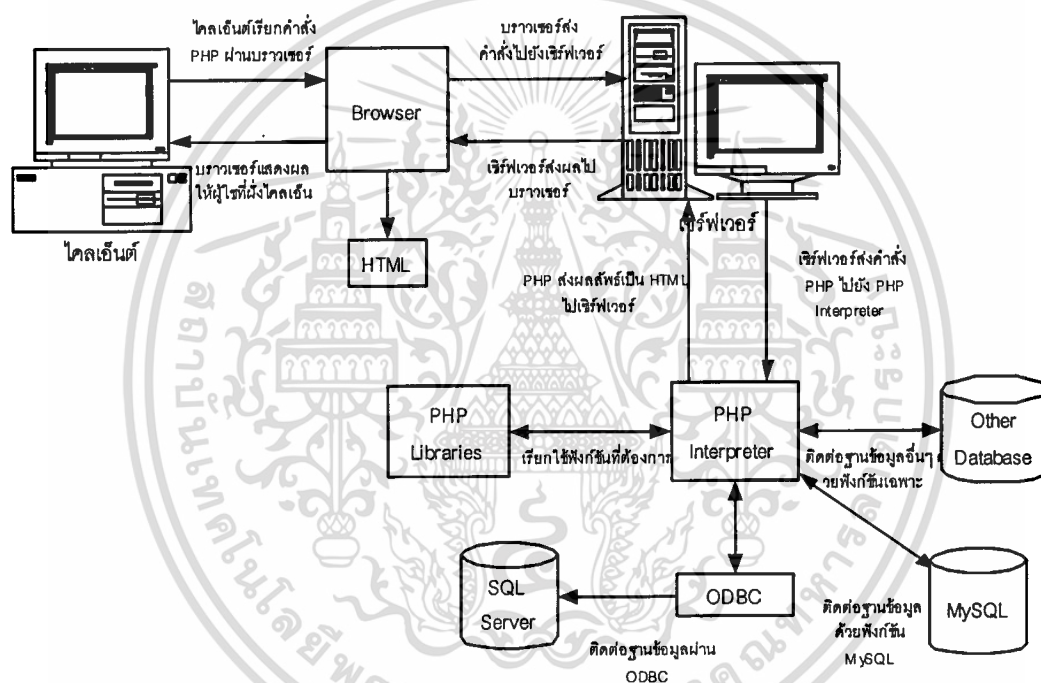 ไคลเอ็นต์เรียกคำสั่ง
PHP ผ่านบราวเซอร์
บราวเซอร์ส่ง
คำสั่งไปยังเซิร์ฟเวอร์
Browser
บราวเซอร์แสดงผล
ให้ผู้ใช้ที่ฝั่งไคลเอ็น
เซิร์ฟเวอร์ส่งผลไป
บราวเซอร์
ไคลเอ็นต์
เซิร์ฟเวอร์
HTML
PHP ส่งผลลัพธ์เป็น HTML
ไปเซิร์ฟเวอร์
เซิร์ฟเวอร์ส่งคำสั่ง
PHP ไปยัง PHP
Interpreter
PHP
Libraries
เรียกใช้ฟังก์ชันที่ต้องการ
PHP
Interpreter
ติดต่อฐานข้อมูลอื่นๆ
วยฟังก์ชันเฉพาะ
Other
Database
SQL
Server
ODBC
ติดต่อฐานข้อมูลผ่าน
ODBC
ติดต่อฐานข้อมูล
ด้วยฟังก์ชัน
MySQL
MySQL